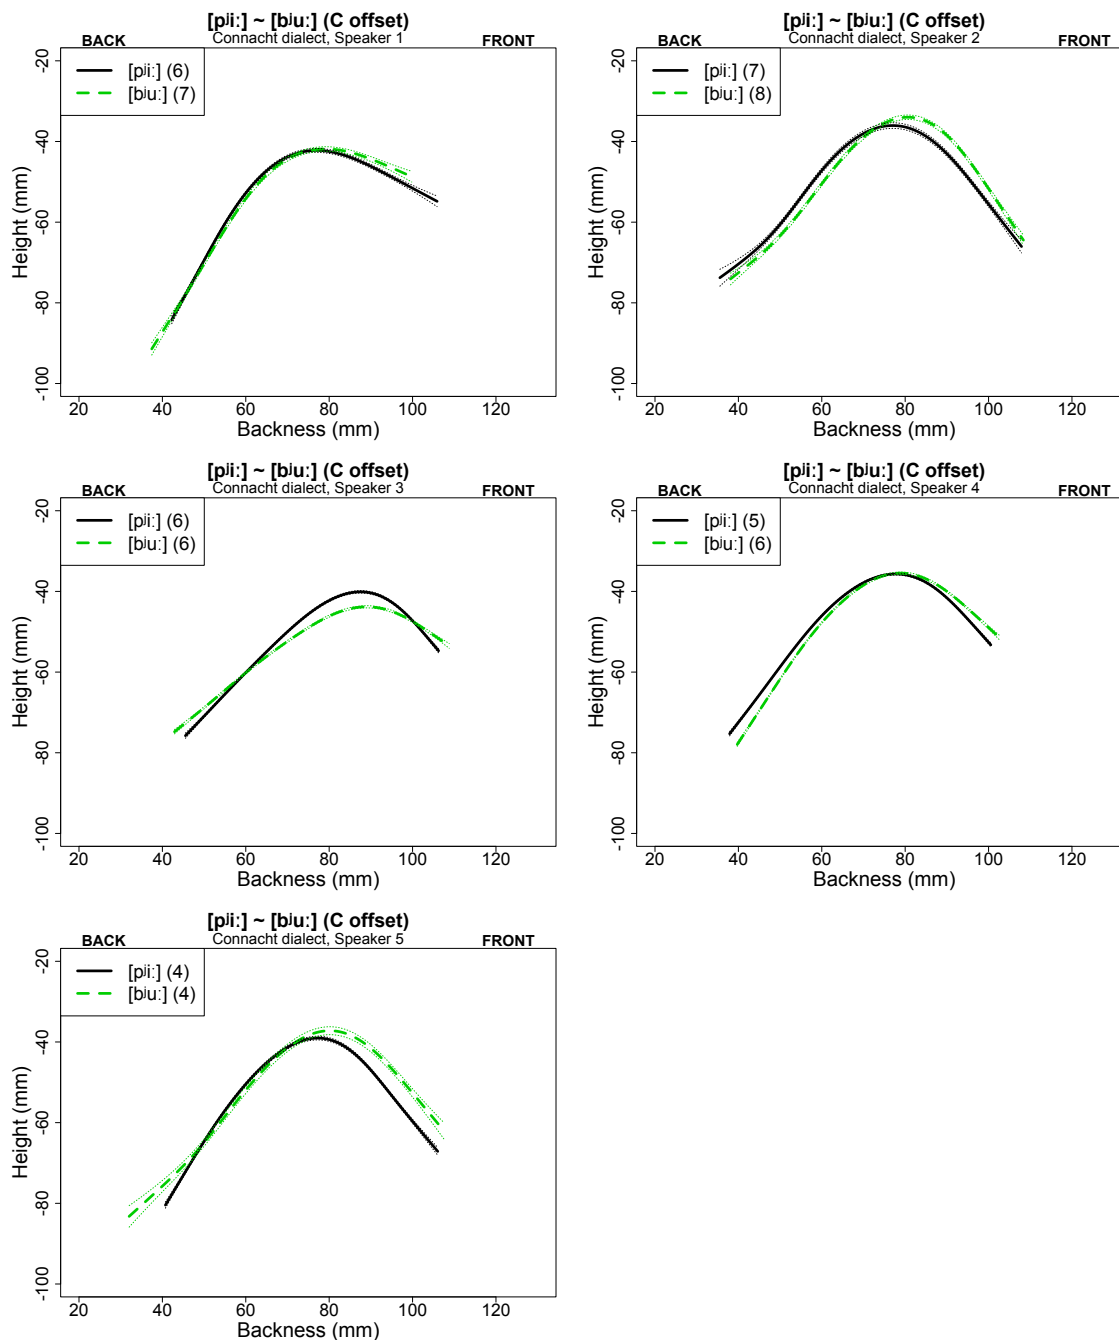 [pʲiː] ~ [bʲuː] (C offset)
Connacht dialect, Speaker 1
BACK FRONT
[pʲiː] (6)
[bʲuː] (7)
Height (mm)
-20
-40
-60
-80
-100
20 40 60 80 100 120
Backness (mm)
[pʲiː] ~ [bʲuː] (C offset)
Connacht dialect, Speaker 2
BACK FRONT
[pʲiː] (7)
[bʲuː] (8)
Height (mm)
-20
-40
-60
-80
-100
20 40 60 80 100 120
Backness (mm)
[pʲiː] ~ [bʲuː] (C offset)
Connacht dialect, Speaker 3
BACK FRONT
[pʲiː] (6)
[bʲuː] (6)
Height (mm)
-20
-40
-60
-80
-100
20 40 60 80 100 120
Backness (mm)
[pʲiː] ~ [bʲuː] (C offset)
Connacht dialect, Speaker 4
BACK FRONT
[pʲiː] (5)
[bʲuː] (6)
Height (mm)
-20
-40
-60
-80
-100
20 40 60 80 100 120
Backness (mm)
[pʲiː] ~ [bʲuː] (C offset)
Connacht dialect, Speaker 5
BACK FRONT
[pʲiː] (4)
[bʲuː] (4)
Height (mm)
-20
-40
-60
-80
-100
20 40 60 80 100 120
Backness (mm)